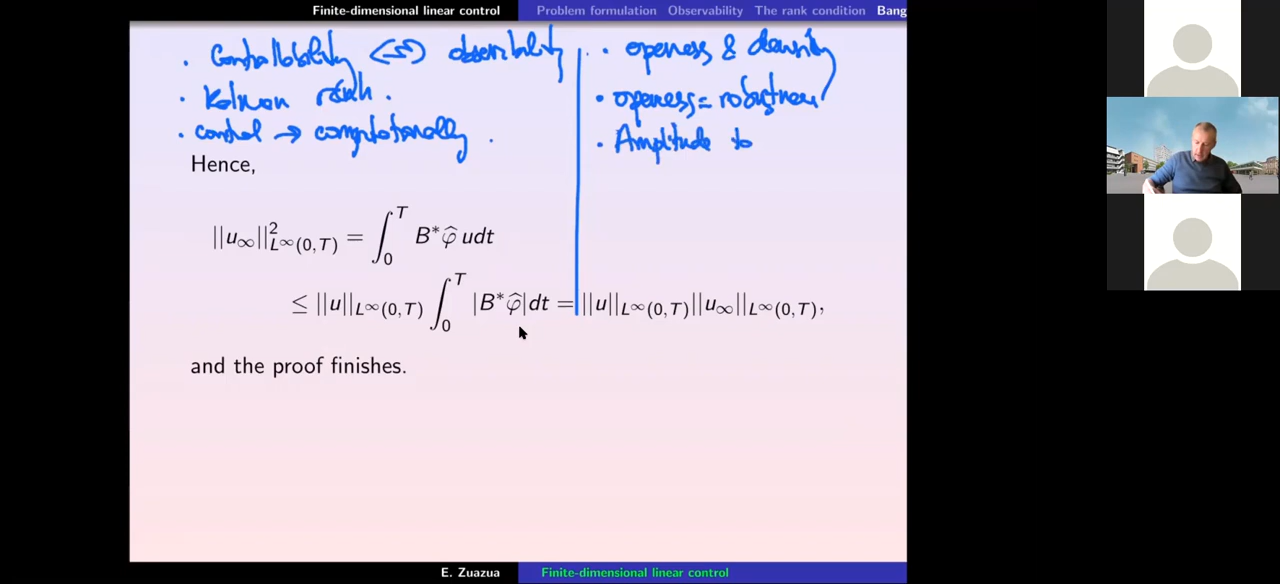 Finite-dimensional linear control Problem formulation Observability The rank condition Bang
· Controllability ⟺ observability
· Kalman rank.
· control → computationally.
· openess & density
· openess = robustness
· Amplitude to
Hence,
||u∞||²_{L∞(0,T)} = ∫₀ᵀ B*φ̂ udt
≤ ||u||_{L∞(0,T)} ∫₀ᵀ |B*φ̂|dt = ||u||_{L∞(0,T)}||u∞||_{L∞(0,T)},
and the proof finishes.
E. Zuazua Finite-dimensional linear control